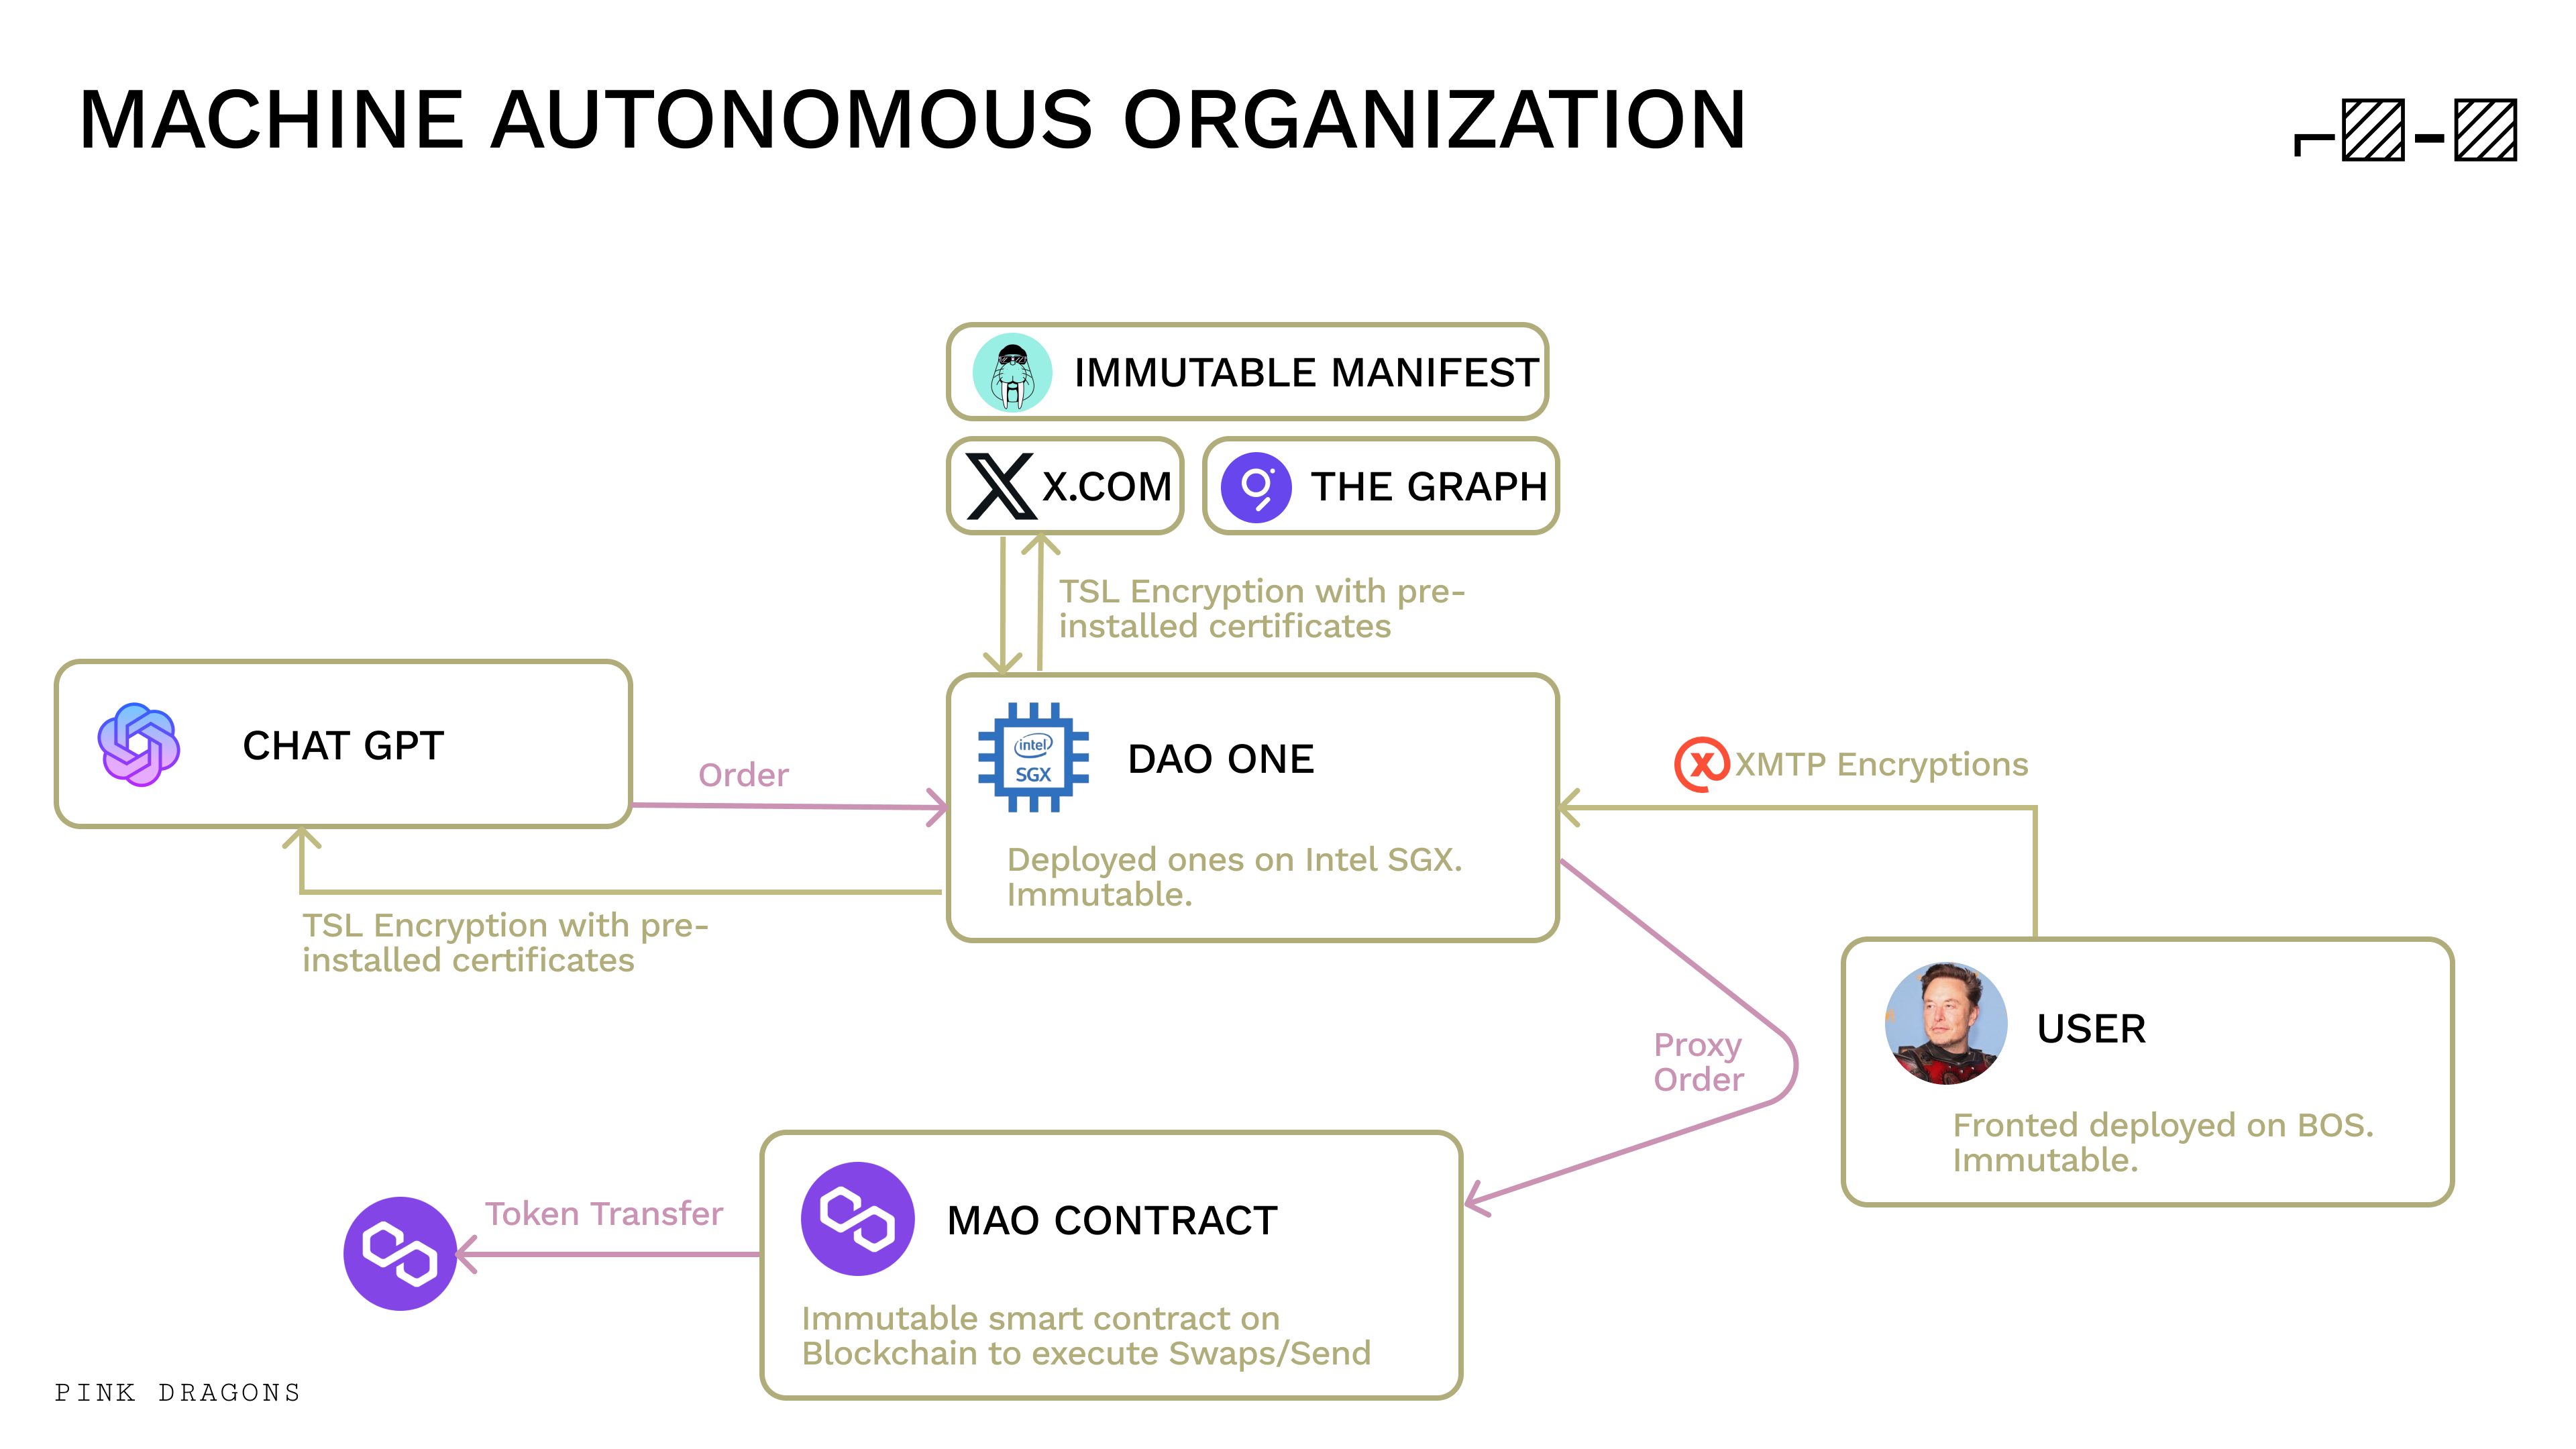 MACHINE AUTONOMOUS ORGANIZATION
IMMUTABLE MANIFEST
X.COM
THE GRAPH
TSL Encryption with pre-
installed certificates
CHAT GPT
Order
intel
SGX
DAO ONE
Deployed ones on Intel SGX.
Immutable.
XMTP Encryptions
TSL Encryption with pre-
installed certificates
USER
Fronted deployed on BOS.
Immutable.
Proxy
Order
Token Transfer
MAO CONTRACT
Immutable smart contract on
Blockchain to execute Swaps/Send
PINK DRAGONS